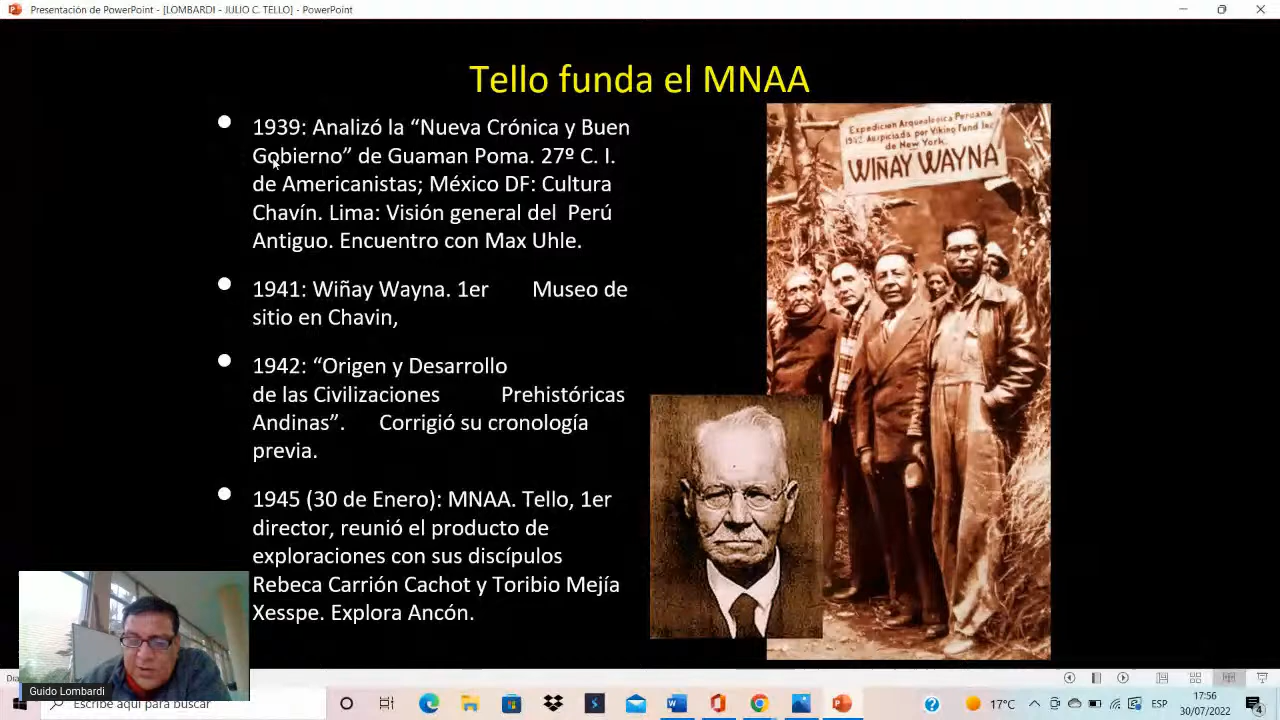 Presentación de PowerPoint - [LOMBARDI - JULIO C. TELLO] - PowerPoint
Tello funda el MNAA
1939: Analizó la “Nueva Crónica y Buen
Gobierno” de Guaman Poma. 27º C. I.
de Americanistas; México DF: Cultura
Chavín. Lima: Visión general del Perú
Antiguo. Encuentro con Max Uhle.
1941: Wiñay Wayna. 1er Museo de
sitio en Chavin,
1942: “Origen y Desarrollo
de las Civilizaciones Prehistóricas
Andinas”. Corrigió su cronología
previa.
1945 (30 de Enero): MNAA. Tello, 1er
director, reunió el producto de
exploraciones con sus discípulos
Rebeca Carrión Cachot y Toribio Mejía
Xesspe. Explora Ancón.
Expedicion Arqueologica Peruana
1942 Auspiciada por Viking Fund Inc
de New York.
WIÑAY WAYNA
Guido Lombardi
Escribe aquí para buscar
17°C
ESP
17:56
30/07/2022
4